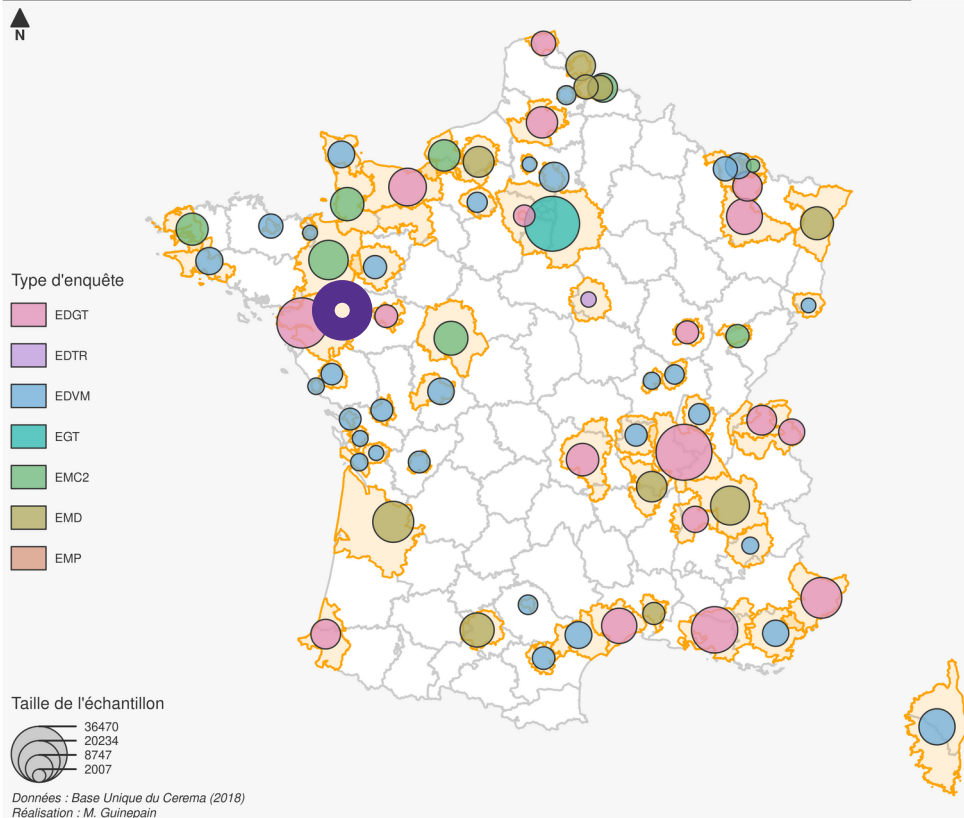 N
Type d'enquête
EDGT
EDTR
EDVM
EGT
EMC2
EMD
EMP
Taille de l'échantillon
36470
20234
8747
2007
Données : Base Unique du Cerema (2018)
Réalisation : M. Guinepain